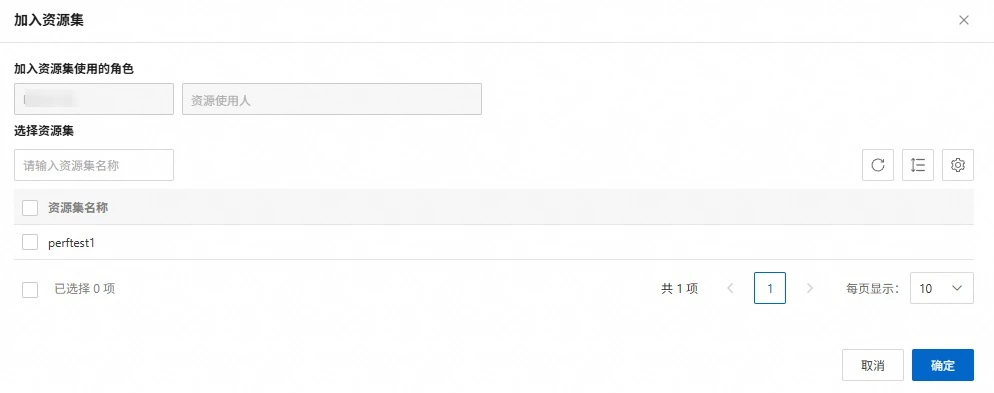 加入资源集
加入资源集使用的角色
资源使用人
选择资源集
请输入资源集名称
资源集名称
perftest1
已选择 0 项 共 1 项 1 每页显示： 10
取消 确定